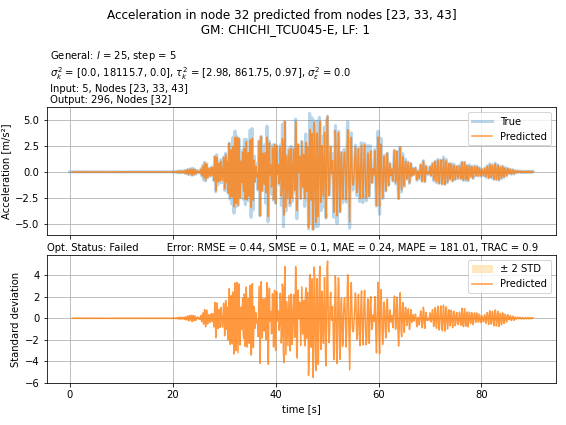 Acceleration in node 32 predicted from nodes [23, 33, 43]
GM: CHICHI_TCU045-E, LF: 1
General: l = 25, step = 5
σ_k² = [0.0, 18115.7, 0.0], τ_k² = [2.98, 861.75, 0.97], σ_ε² = 0.0
Input: 5, Nodes [23, 33, 43]
Output: 296, Nodes [32]
Acceleration [m/s²]
5.0
2.5
0.0
−2.5
−5.0
True
Predicted
Opt. Status: Failed Error: RMSE = 0.44, SMSE = 0.1, MAE = 0.24, MAPE = 181.01, TRAC = 0.9
Standard deviation
4
2
0
−2
−4
−6
± 2 STD
Predicted
0 20 40 60 80
time [s]